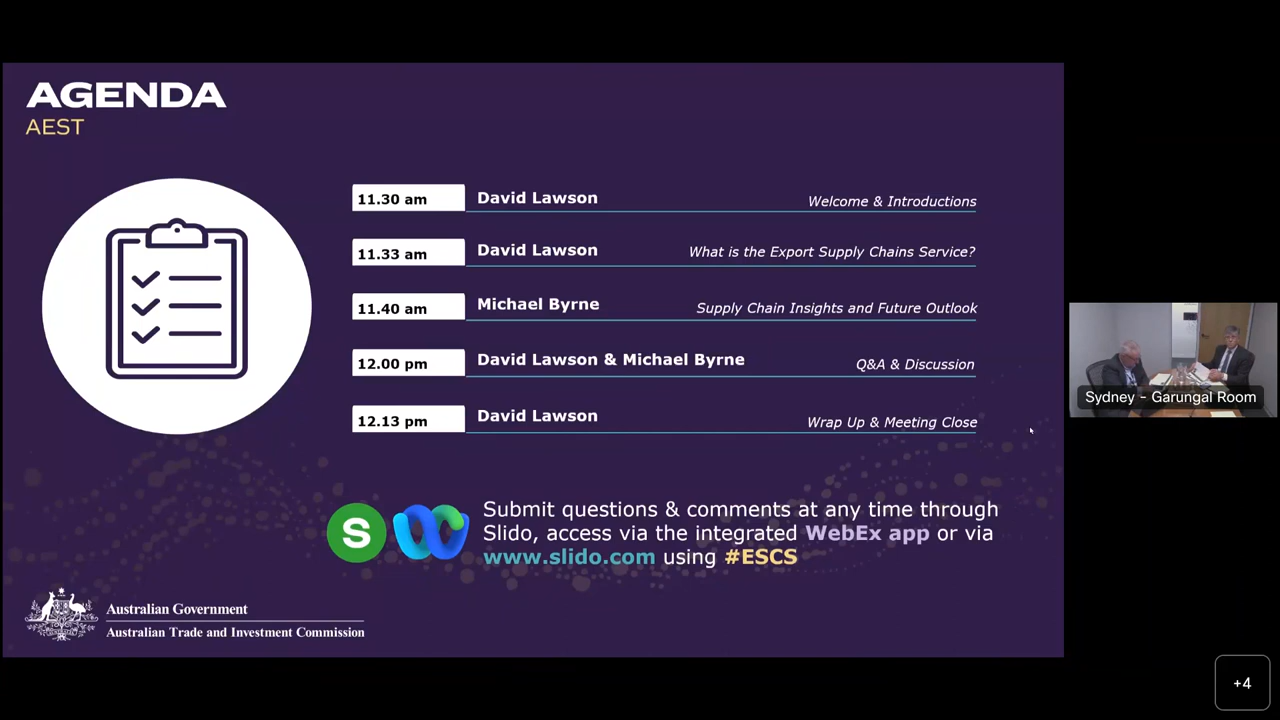 AGENDA
AEST
11.30 am David Lawson Welcome & Introductions
11.33 am David Lawson What is the Export Supply Chains Service?
11.40 am Michael Byrne Supply Chain Insights and Future Outlook
12.00 pm David Lawson & Michael Byrne Q&A & Discussion
12.13 pm David Lawson Wrap Up & Meeting Close
S
Submit questions & comments at any time through
Slido, access via the integrated WebEx app or via
www.slido.com using #ESCS
Australian Government
Australian Trade and Investment Commission
Sydney - Garungal Room
+4